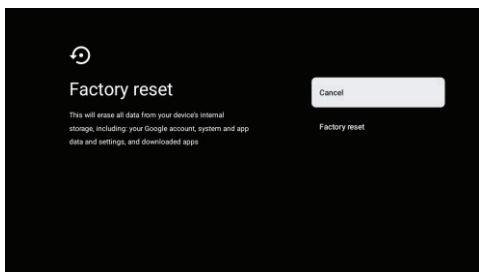 Factory reset
This will erase all data from your device's internal
storage, including: your Google account, system and app
data and settings, and downloaded apps
Cancel
Factory reset